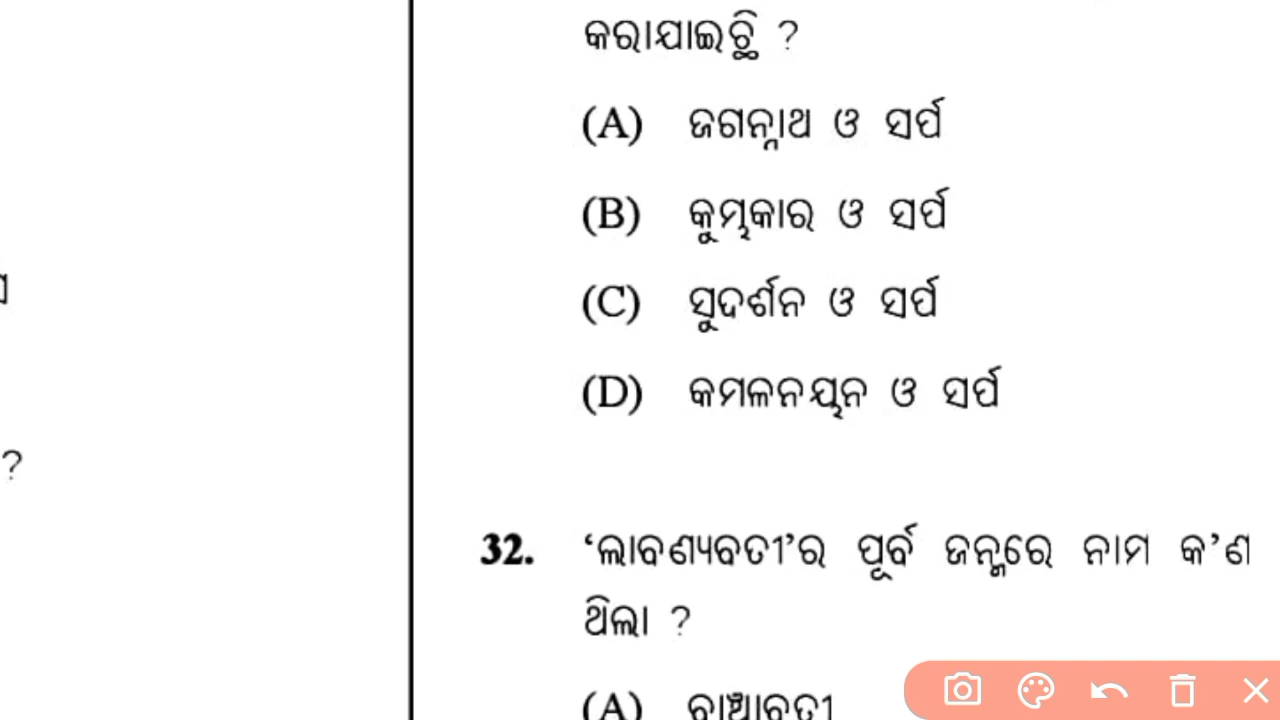 କରାଯାଇଚ୍ଛି ?
(A) ଜଗନ୍ନାଥ ଓ ସର୍ପ
(B) କୁମ୍ଭକାର ଓ ସର୍ପ
(C) ସୁଦର୍ଶନ ଓ ସର୍ପ
(D) କମଳନୟନ ଓ ସର୍ପ
?
32. ‘ଲାବଣ୍ୟବତୀ’ର ପୂର୍ବ ଜନ୍ମରେ ନାମ କ’ଣ
ଥିଲା ?
(A)